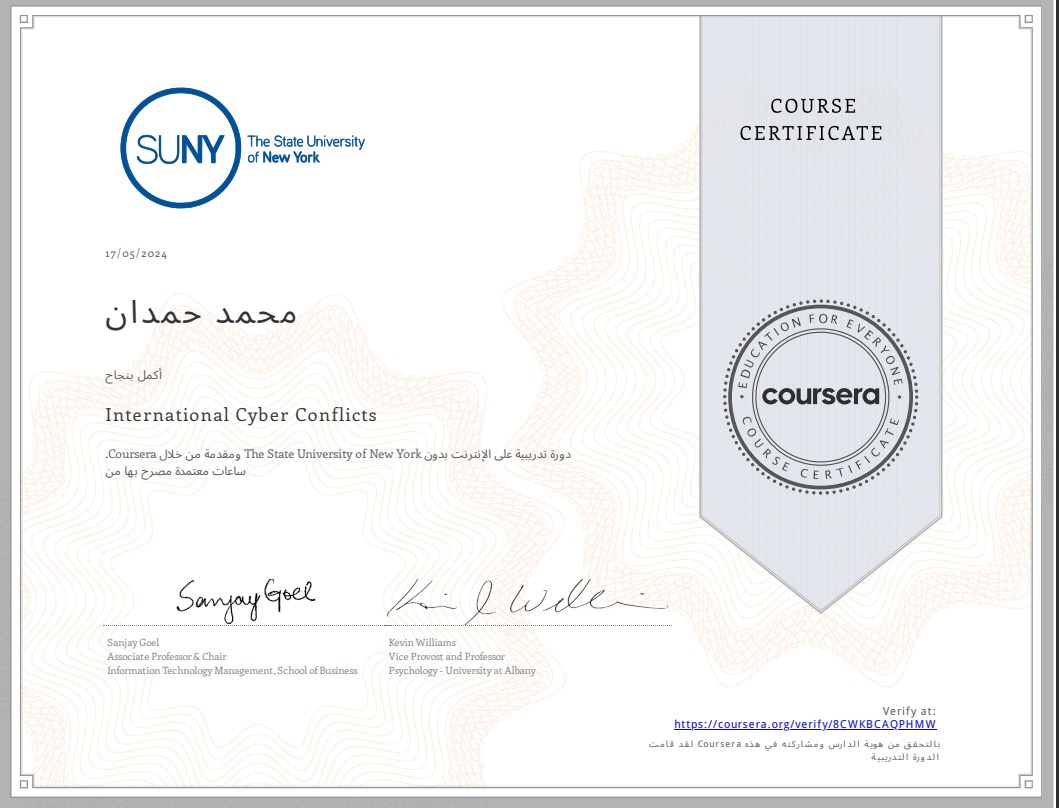 SUNY
The State University
of New York
COURSE
CERTIFICATE
17/05/2024
محمد حمدان
أكمل بنجاح
International Cyber Conflicts
دورة تدريبية على الإنترنت بدون The State University of New York ومقدمة من خلال Coursera.
ساعات معتمدة مصرح بها من
EDUCATION FOR EVERYONE
coursera
COURSE CERTIFICATE
Sanjay Goel
Kevin Williams
Sanjay Goel
Associate Professor & Chair
Information Technology Management, School of Business
Kevin Williams
Vice Provost and Professor
Psychology - University at Albany
Verify at:
https://coursera.org/verify/8CWKBCAQPHMW
بالتحقق من هوية الدارس ومشاركته في هذه Coursera لقد قامت
الدورة التدريبية